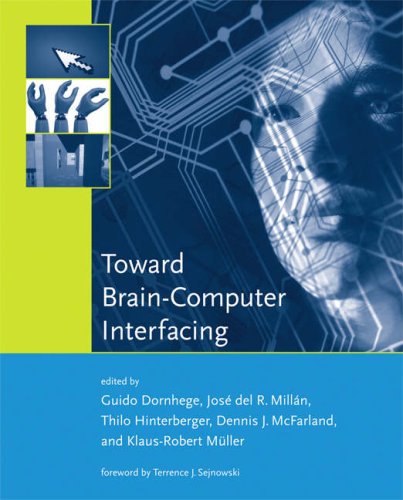 Toward
Brain-Computer
Interfacing
edited by
Guido Dornhege, José del R. Millán,
Thilo Hinterberger, Dennis J. McFarland,
and Klaus-Robert Müller
foreword by Terrence J. Sejnowski